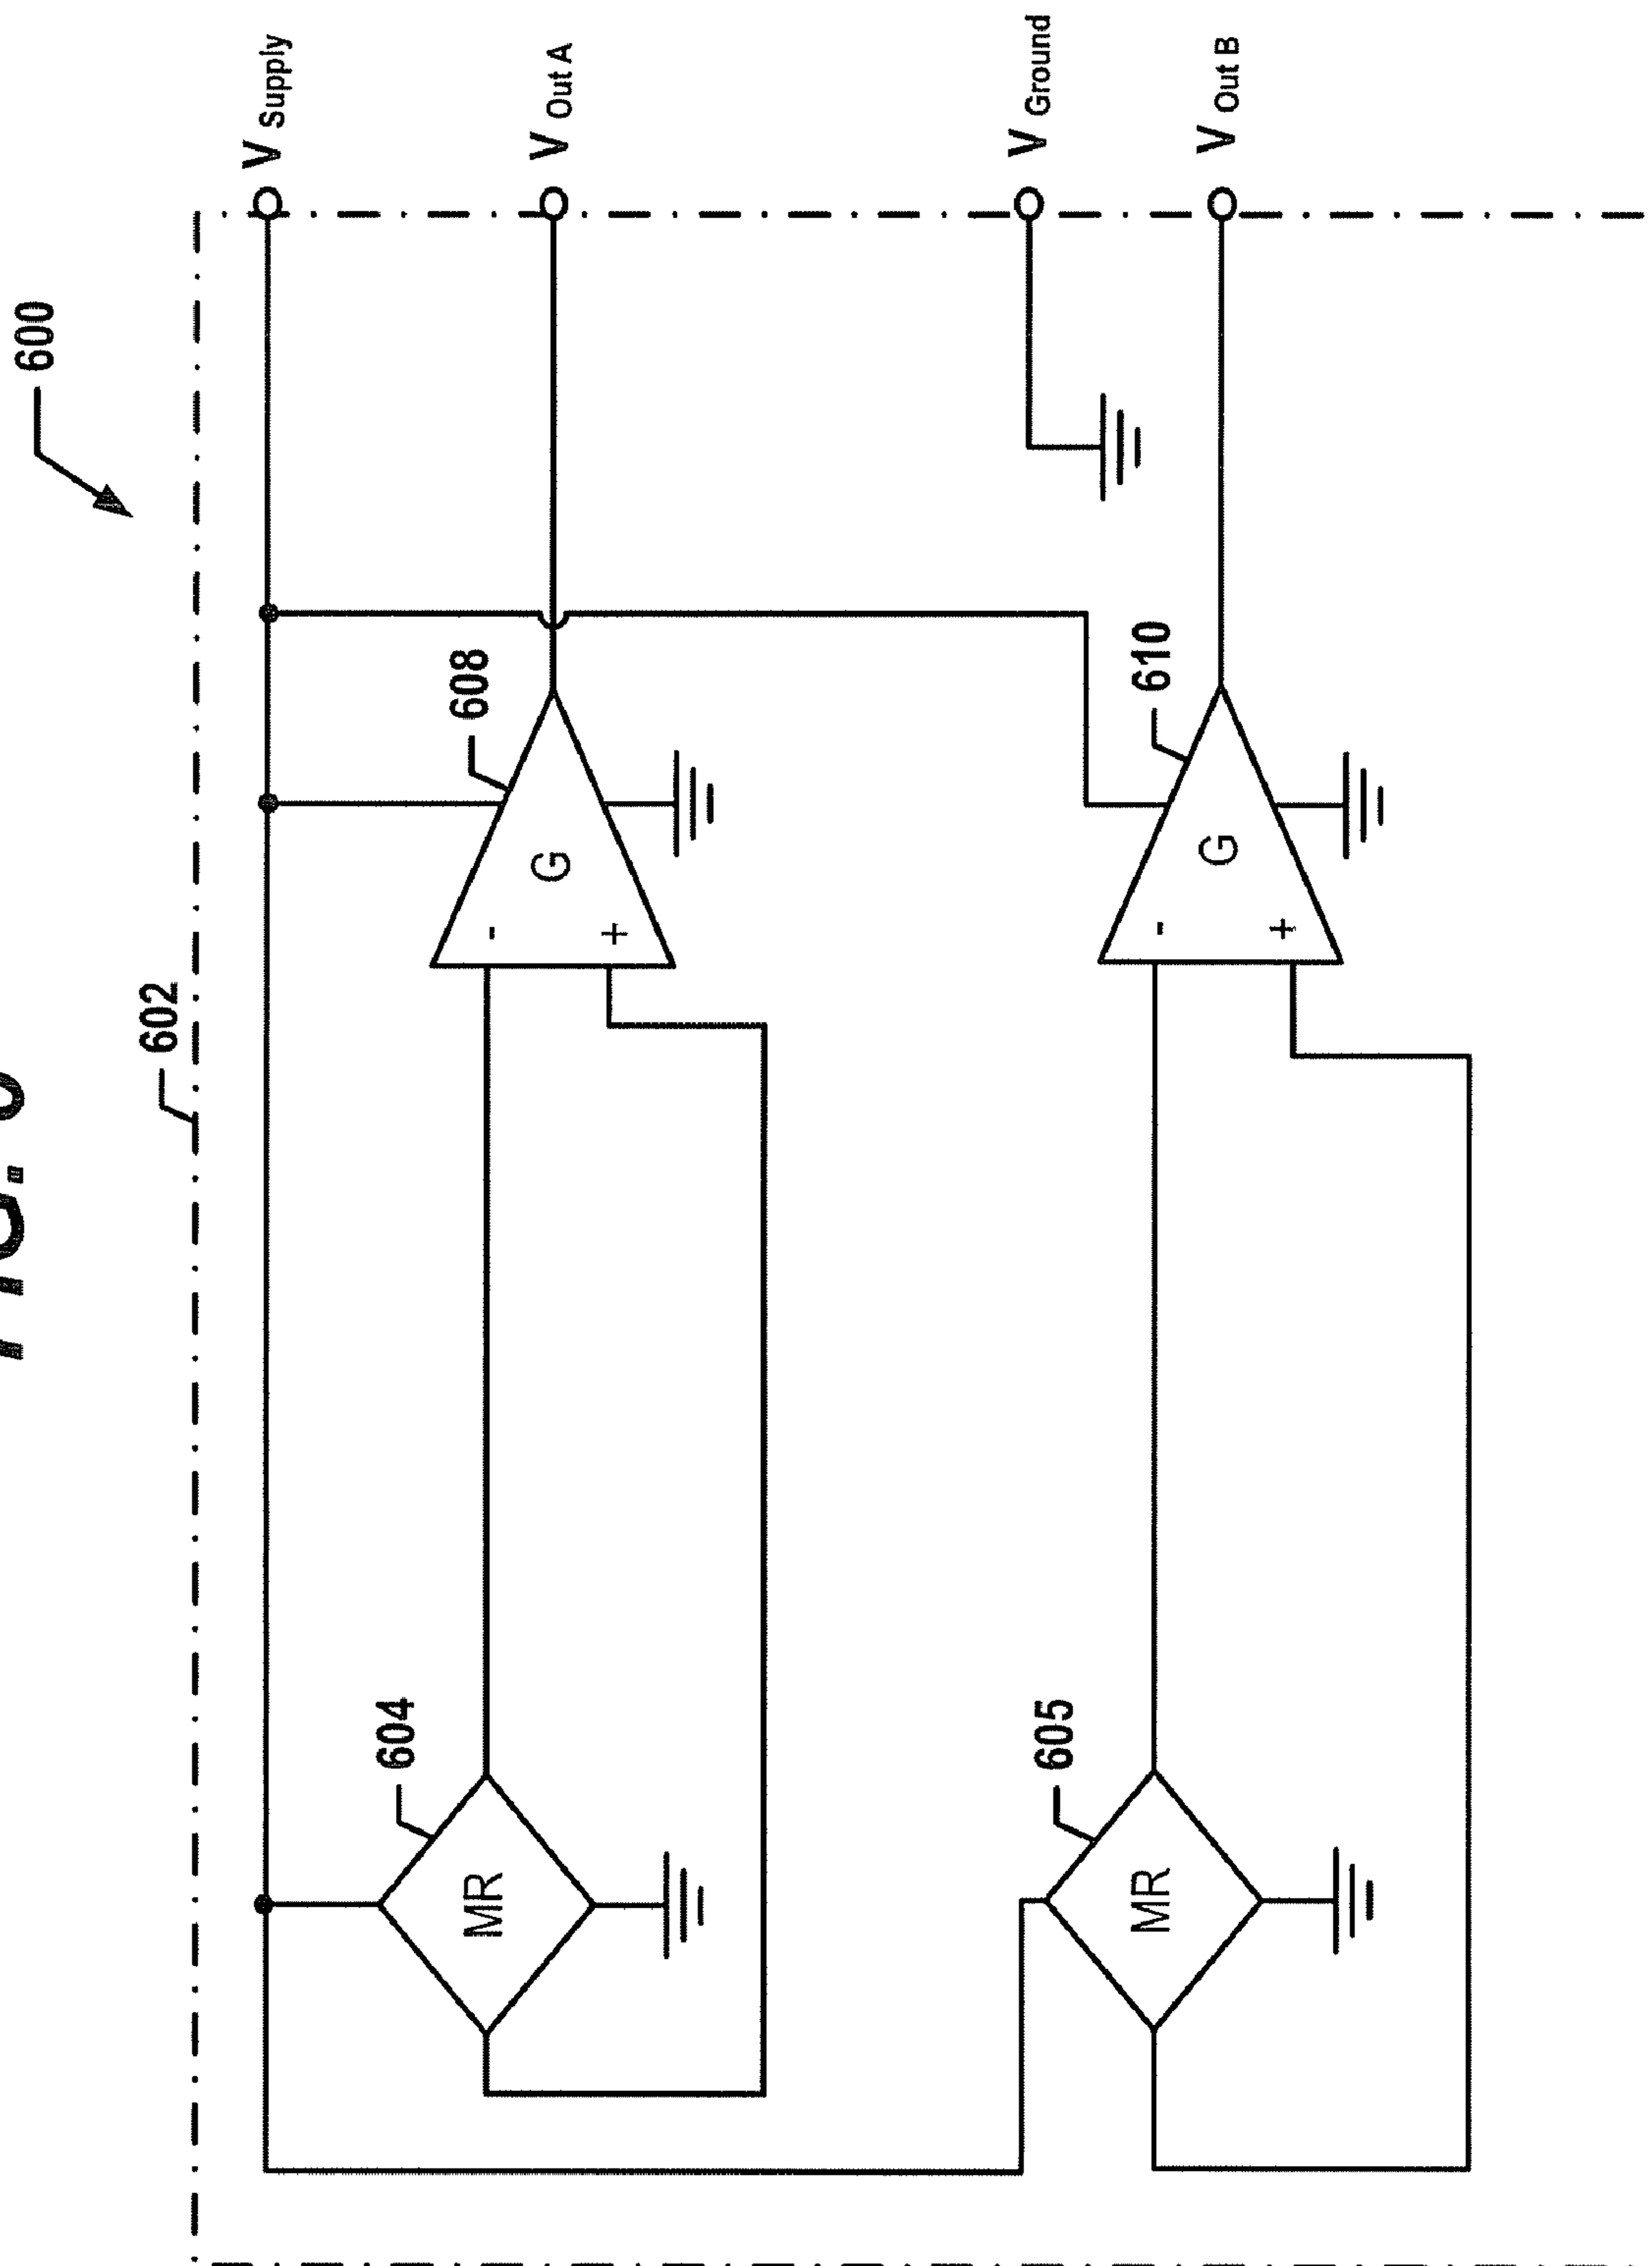 600
602
V Supply
608
G
-
+
V Out A
604
MR
V Ground
610
G
-
+
V Out B
605
MR